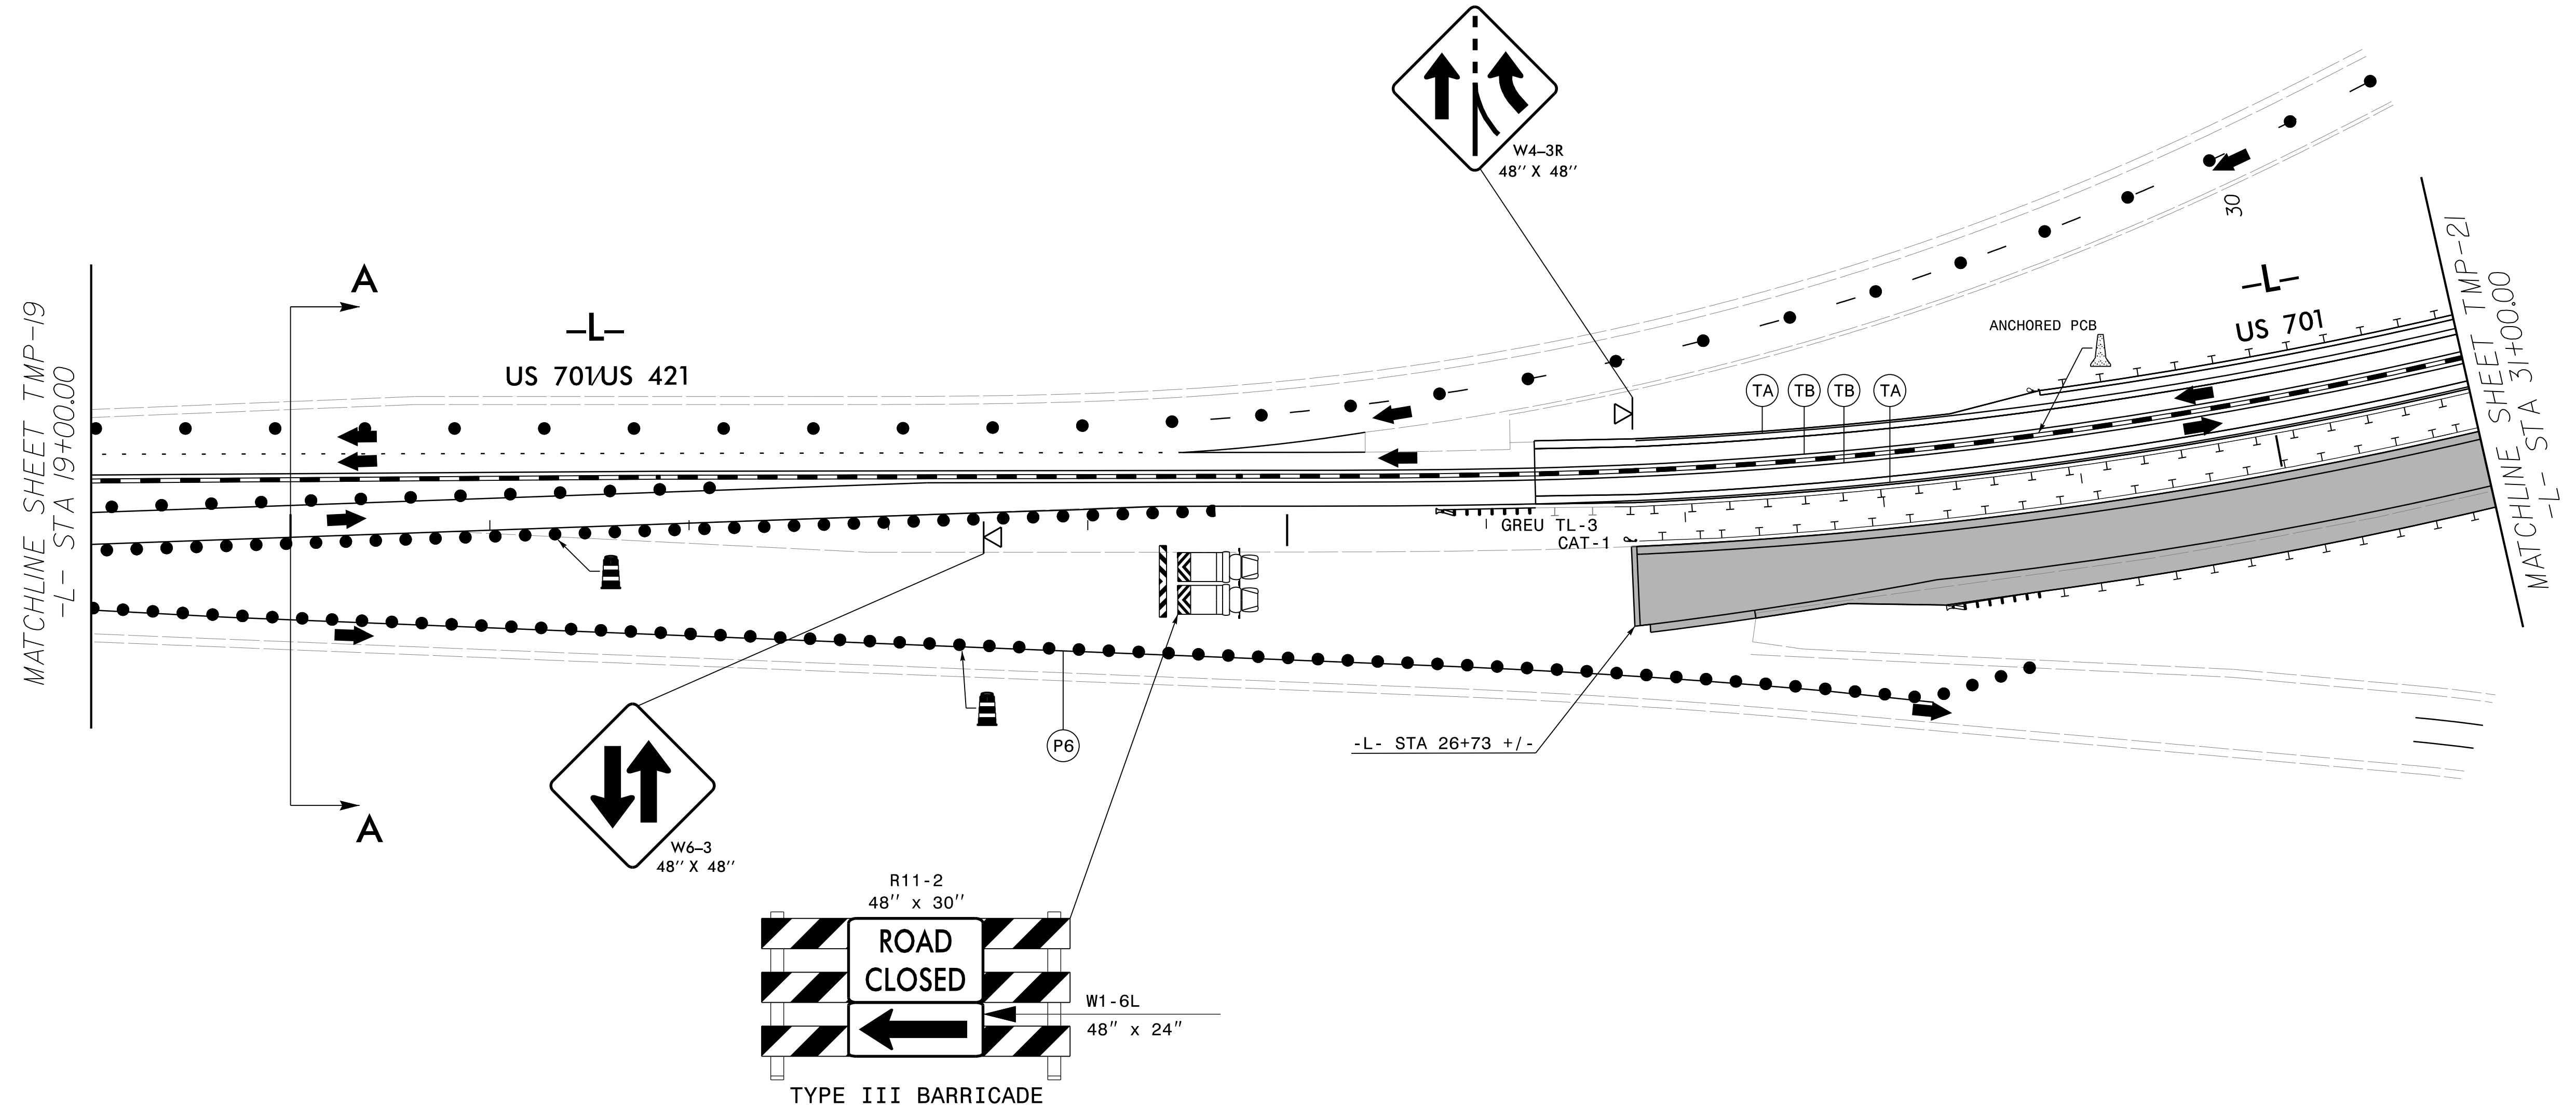 W4–3R
48'' X 48''
30
MATCHLINE SHEET TMP–19
–L– STA 19+00.00
A
–L–
US 701/US 421
ANCHORED PCB
–L–
US 701
MATCHLINE SHEET TMP–21
–L– STA 31+00.00
TA
TB
TB
TA
GREU TL-3
CAT-1
P6
-L- STA 26+73 +/-
A
W6–3
48'' X 48''
R11-2
48'' x 30''
ROAD
CLOSED
W1-6L
48" x 24"
TYPE III BARRICADE